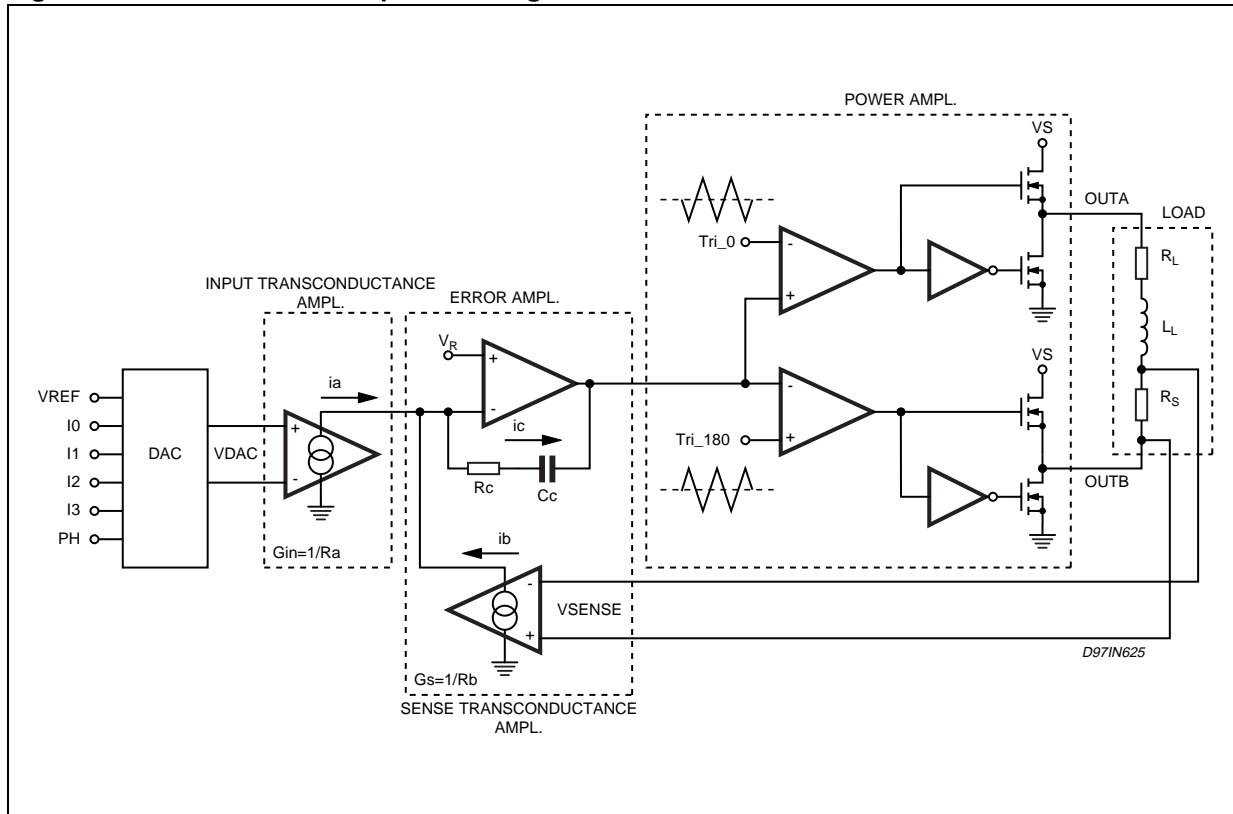 POWER AMPL.
VS
OUTA
LOAD
Tri_0
-
+
RL
INPUT TRANSCONDUCTANCE
AMPL.
ERROR AMPL.
LL
VR
+
-
VS
ia
VREF
I0
I1
I2
I3
PH
DAC
VDAC
+
-
ic
Rc
Cc
-
+
Tri_180
RS
OUTB
Gin=1/Ra
ib
-
+
VSENSE
D97IN625
Gs=1/Rb
SENSE TRANSCONDUCTANCE
AMPL.